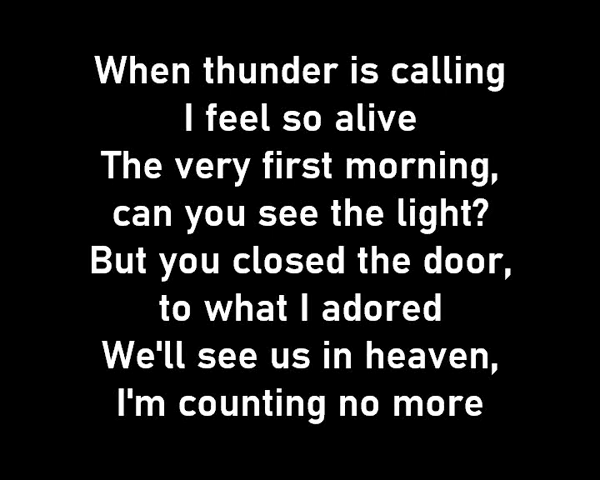 When thunder is calling
I feel so alive
The very first morning,
can you see the light?
But you closed the door,
to what I adored
We'll see us in heaven,
I'm counting no more